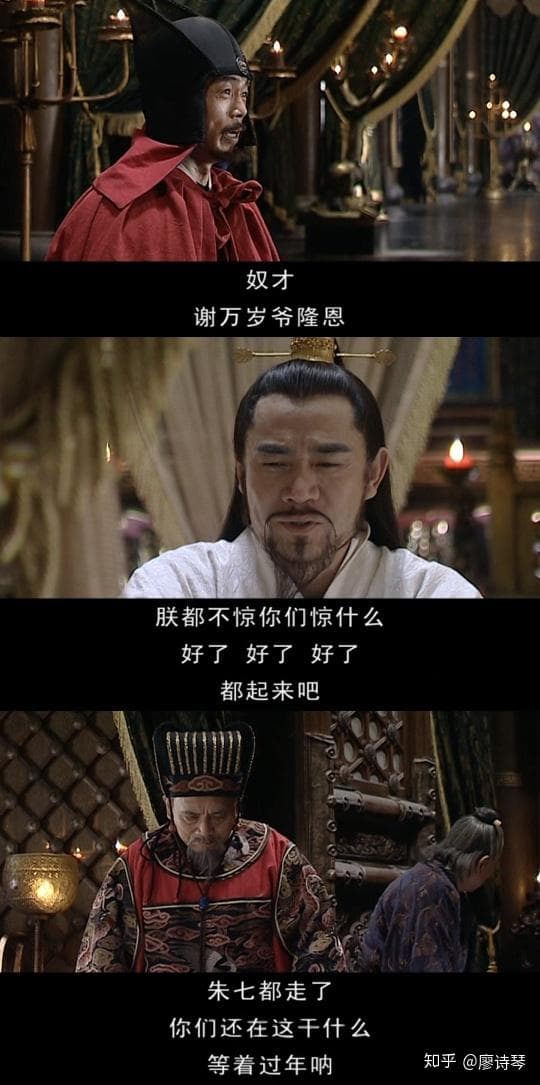 奴才
谢万岁爷隆恩
朕都不惊你们惊什么
好了 好了 好了
都起来吧
朱七都走了
你们还在这干什么
等着过年呐
知乎 @廖诗琴